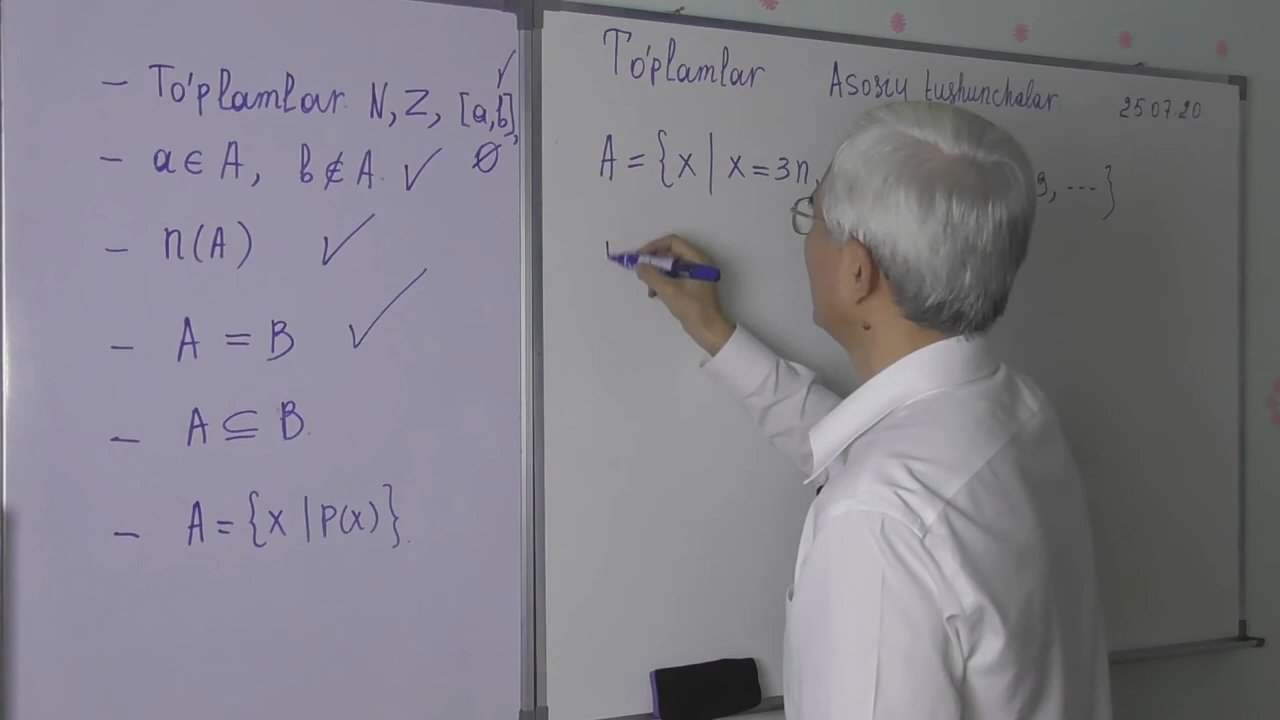 - To'plamlar N, Z, [a,b],
- a ∈ A, b ∉ A. ✓ ∅
- n(A) ✓
- A = B ✓
- A ⊆ B.
- A = {x | P(x)}.
To'plamlar Asosiy tushunchalar. 25.07.20
A = {x | x = 3n, 9, ...}